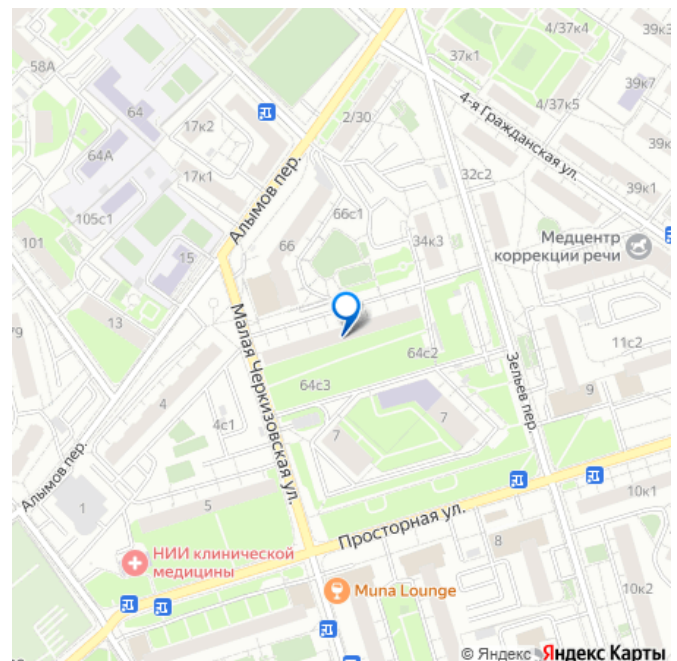 4/37к4
39к3
37к1
58А
39к7
64
4-я Гражданская ул.
4/37к5
2/30
17к2
39к
64А
32с2
17к1
39к1
Алымов пер.
105с1
66с1
Медцентр
коррекции речи
101
66
34к3
15
13
79
11с2
64с2
Малая Черкизовская ул.
Зельев пер.
64с3
9
4
4с1
7
7
Алымов пер.
1
5
10к1
Просторная ул.
8
НИИ клинической
медицины
10к2
Muna Lounge
© Яндекс
Яндекс Карты